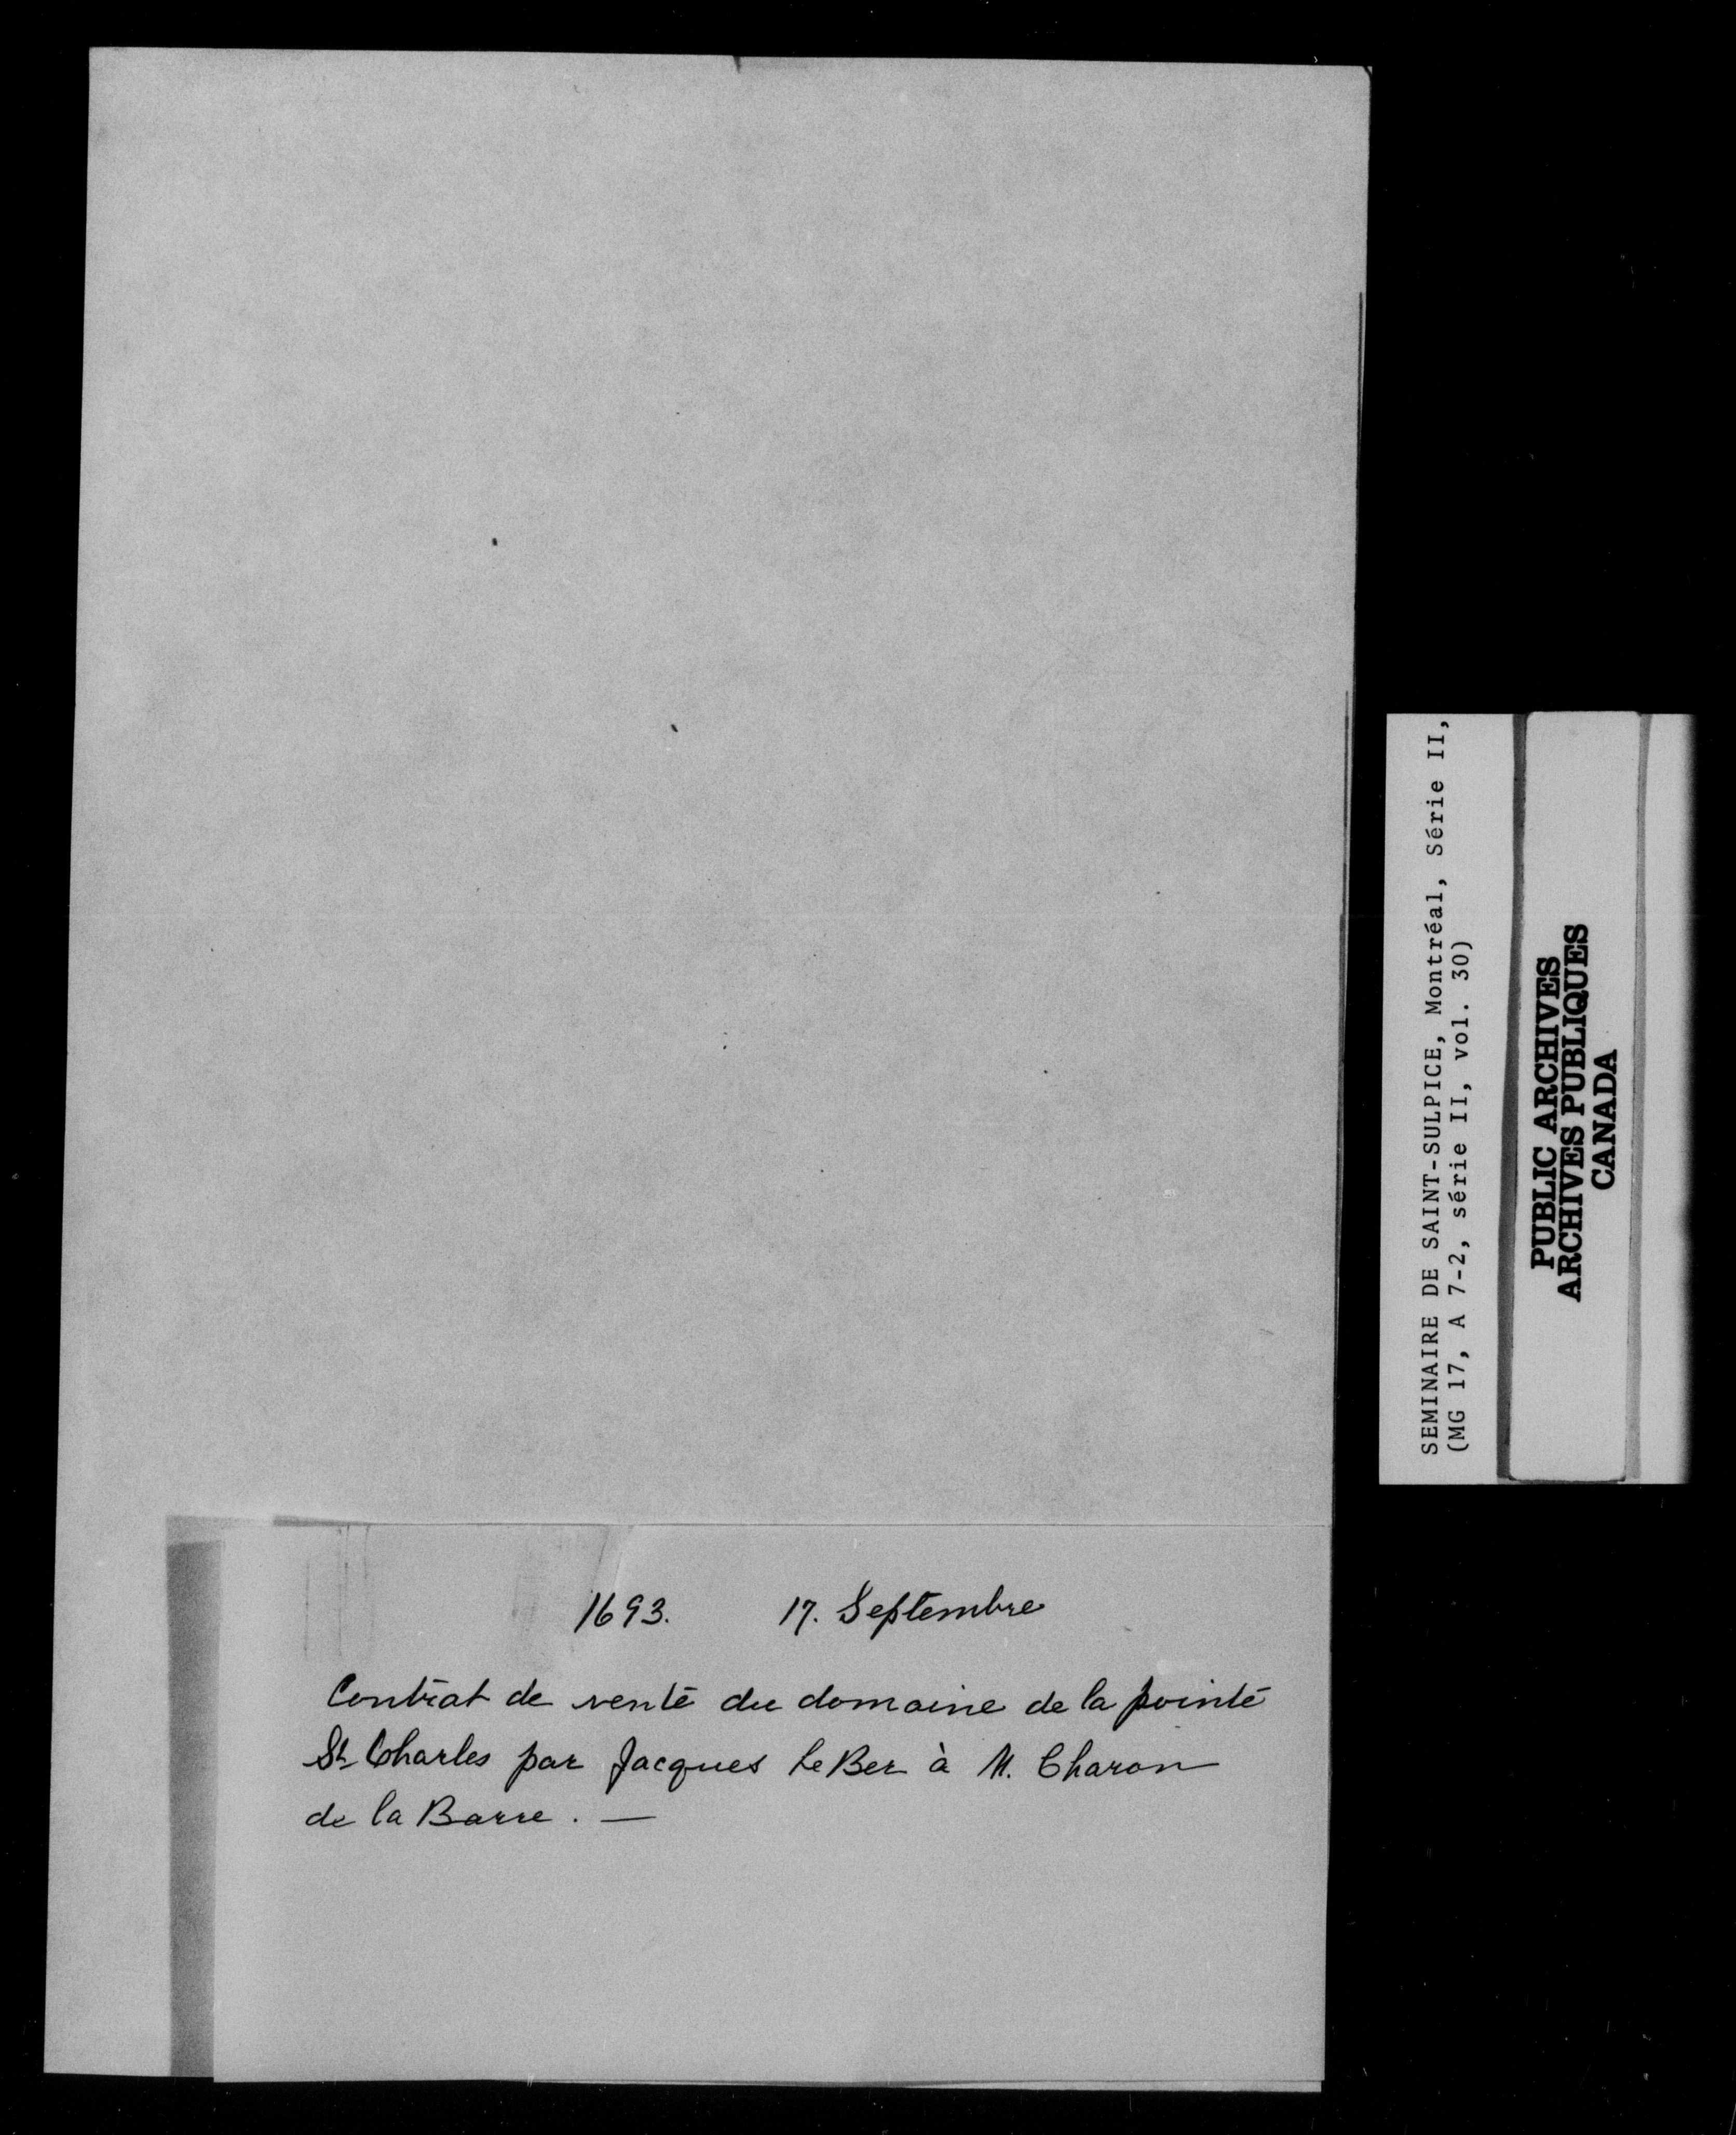 1693. 17. Septembre
Contrat de vente du domaine de la pointe
St Charles par Jacques Le Ber à M. Charon
de la Barre. —
SEMINAIRE DE SAINT-SULPICE, Montréal, Série II,
(MG 17, A 7-2, série II, vol. 30)
PUBLIC ARCHIVES
ARCHIVES PUBLIQUES
CANADA